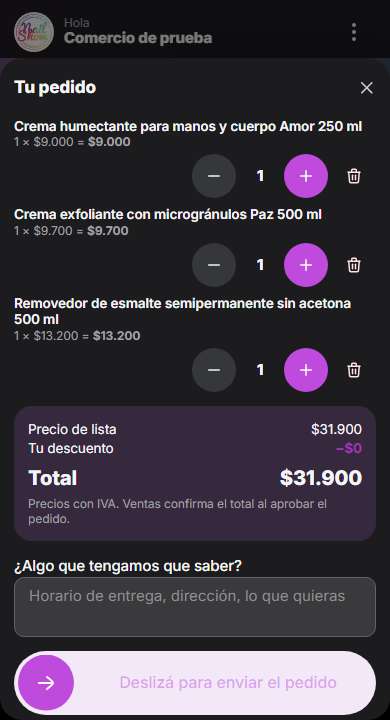 Hola
Comercio de prueba
Tu pedido
Crema humectante para manos y cuerpo Amor 250 ml
1 × $9.000 = $9.000
1
Crema exfoliante con microgránulos Paz 500 ml
1 × $9.700 = $9.700
1
Removedor de esmalte semipermanente sin acetona
500 ml
1 × $13.200 = $13.200
1
Precio de lista $31.900
Tu descuento −$0
Total $31.900
Precios con IVA. Ventas confirma el total al aprobar el
pedido.
¿Algo que tengamos que saber?
Horario de entrega, dirección, lo que quieras
Deslizá para enviar el pedido